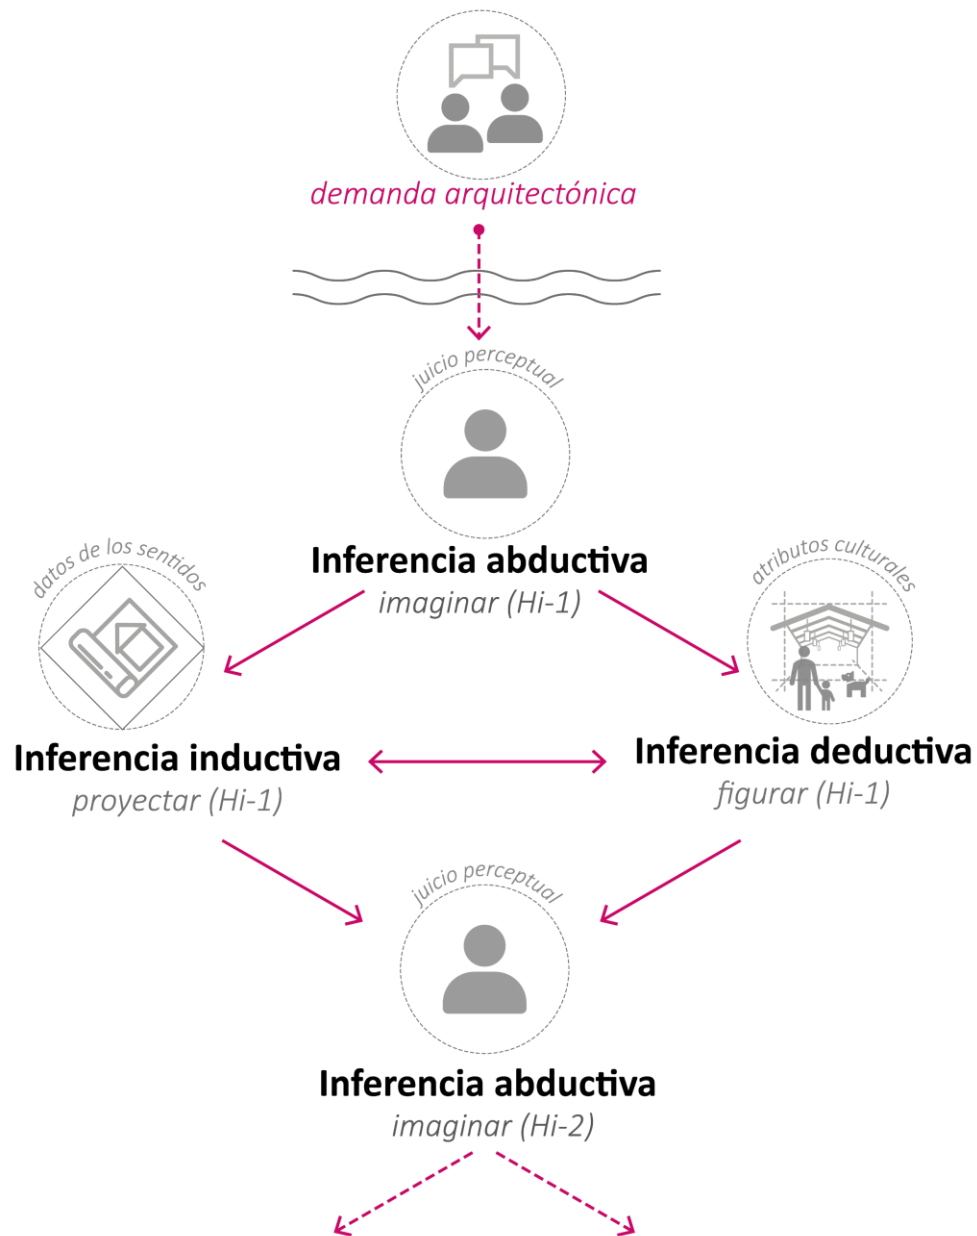 demanda arquitectónica
juicio perceptual
Inferencia abductiva
imaginar (Hi-1)
datos de los sentidos
atributos culturales
Inferencia inductiva
proyectar (Hi-1)
Inferencia deductiva
figurar (Hi-1)
juicio perceptual
Inferencia abductiva
imaginar (Hi-2)